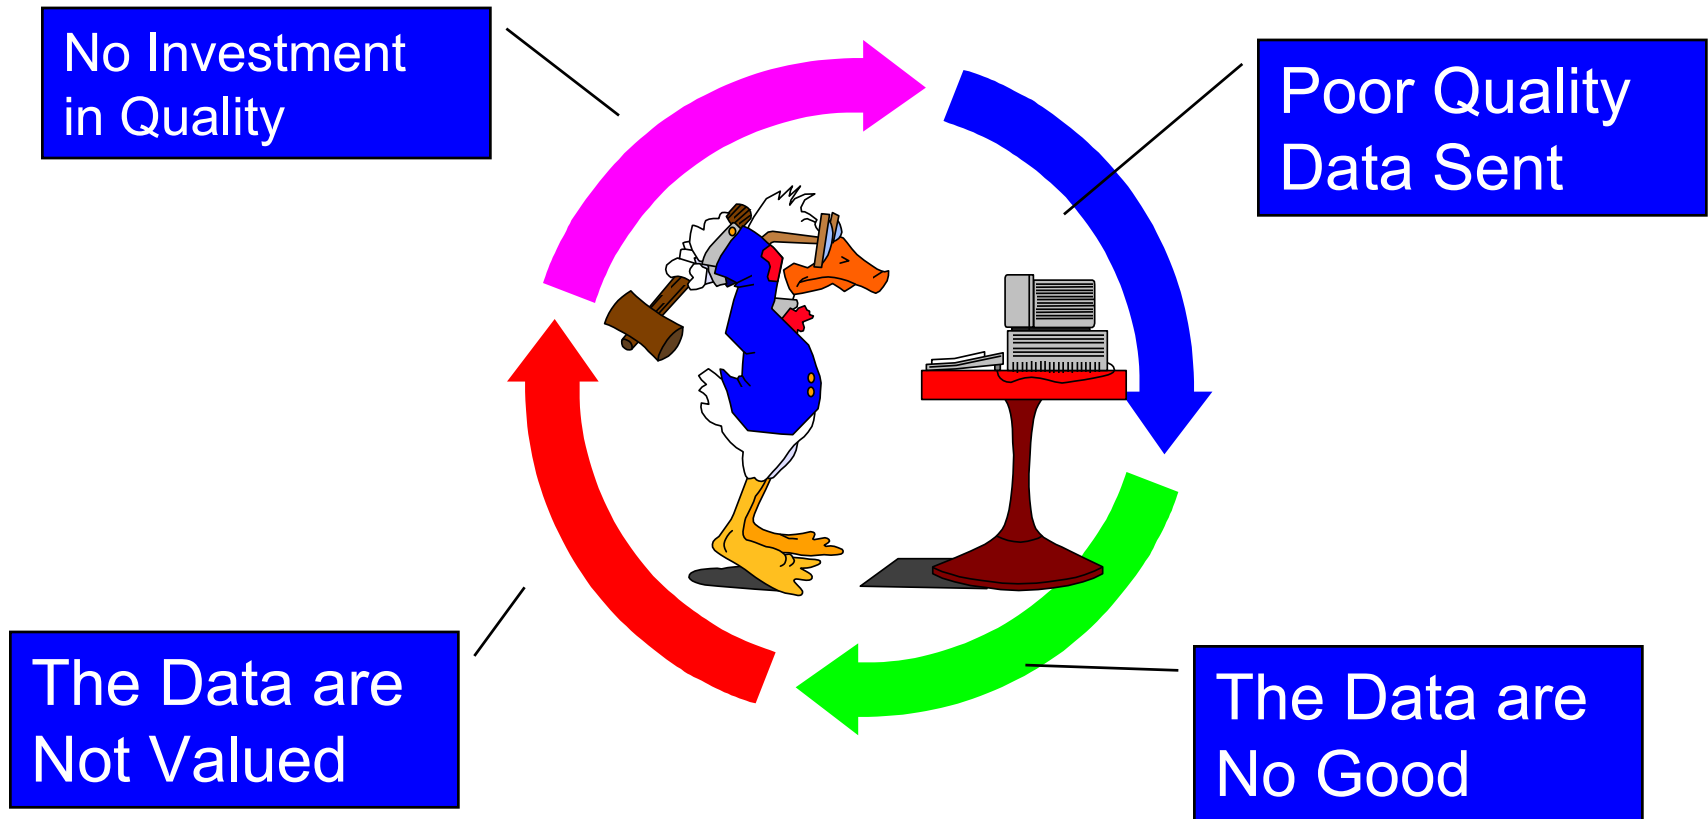 No Investment
in Quality
Poor Quality
Data Sent
The Data are
Not Valued
The Data are
No Good